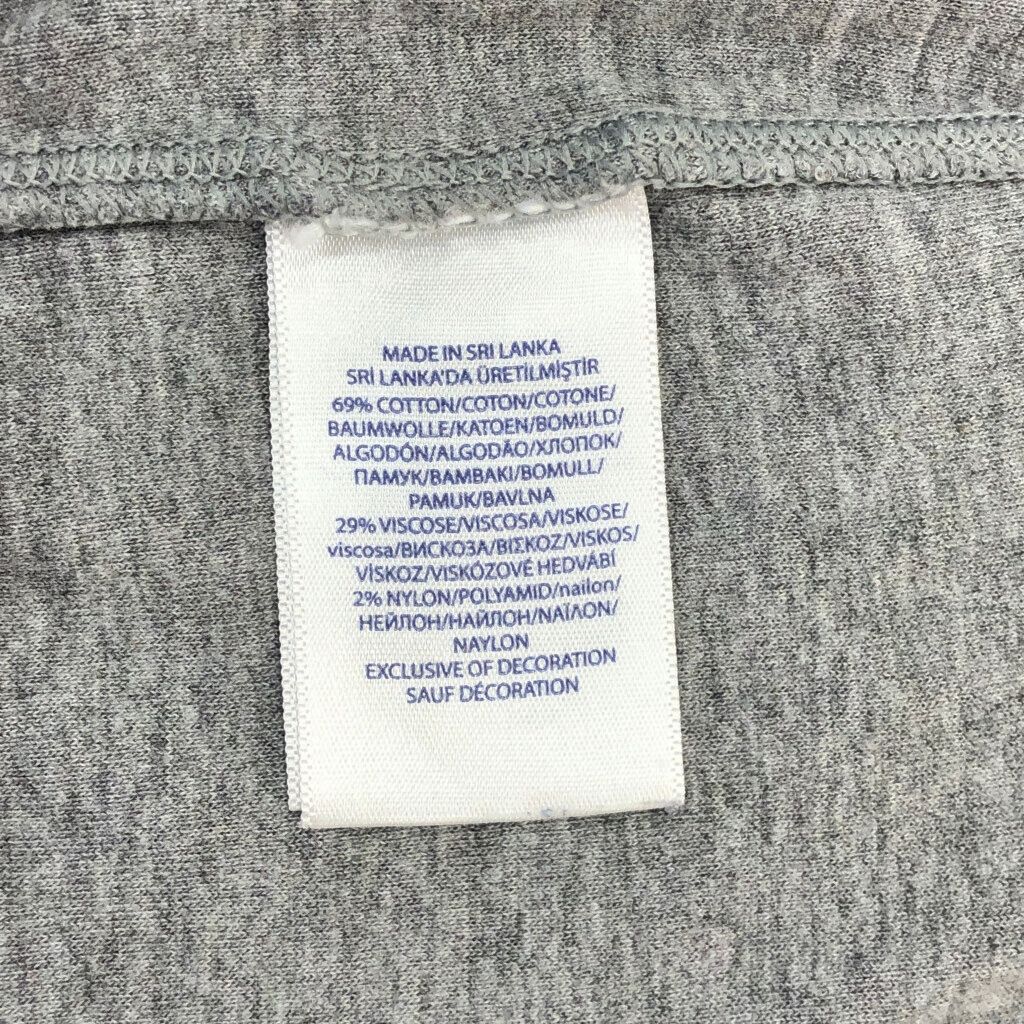 MADE IN SRI LANKA
SRİ LANKA'DA ÜRETİLMİŞTİR
69% COTTON/COTON/COTONE/
BAUMWOLLE/KATOEN/BOMULD/
ALGODÓN/ALGODÃO/ХЛОПОК/
ПАМУК/BAMBAKI/BOMULL/
PAMUK/BAVLNA
29% VISCOSE/VISCOSA/VISKOSE/
viscosa/ВИСКОЗА/ΒΙΣΚΟΖ/VISKOS/
VİSKOZ/VISKÓZOVÉ HEDVÁBÍ
2% NYLON/POLYAMID/nailon/
НЕЙЛОН/НАЙЛОН/ΝΑΪΛΟΝ/
NAYLON
EXCLUSIVE OF DECORATION
SAUF DÉCORATION